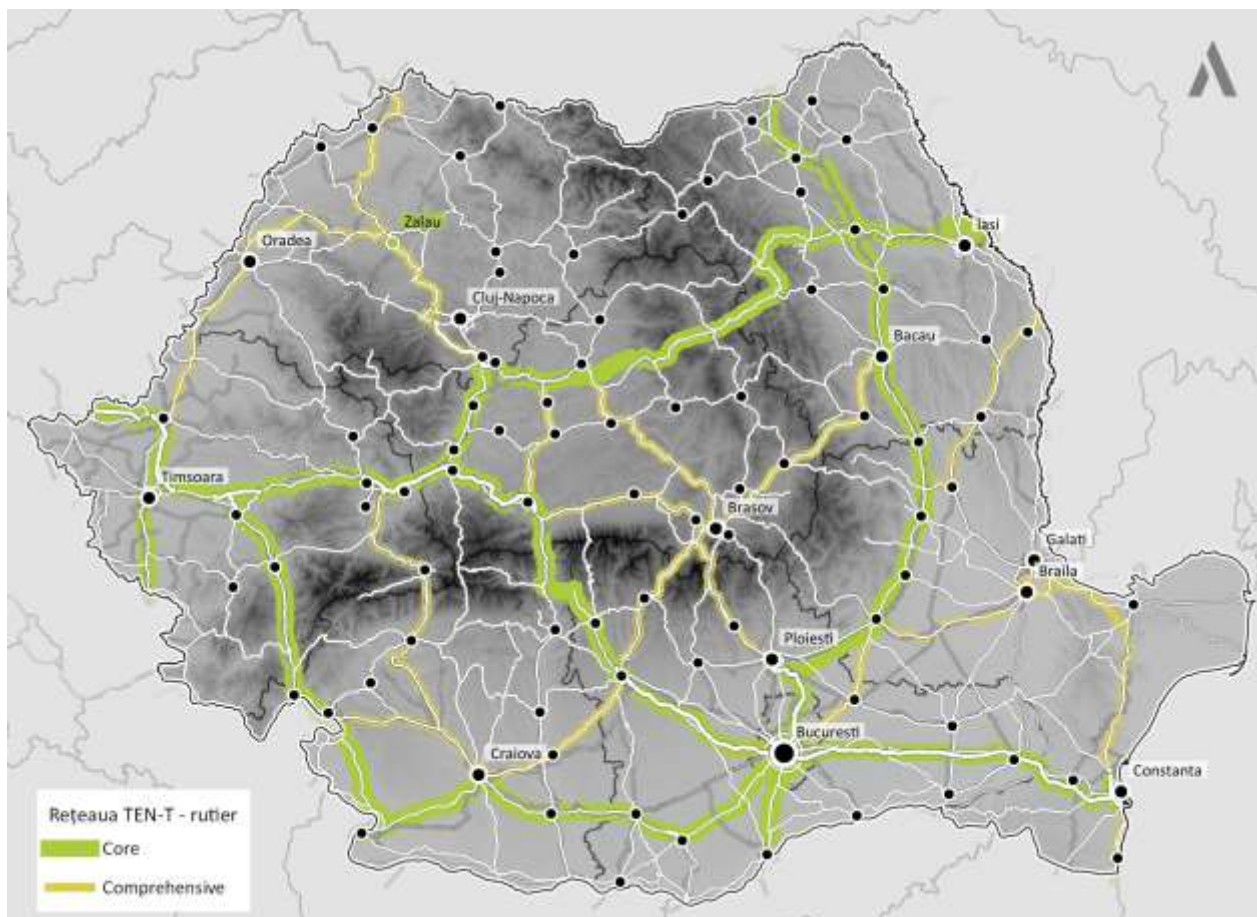 Zalau
Iasi
Oradea
Cluj-Napoca
Bacau
Timsoara
Brasov
Galati
Braila
Ploiesti
Bucuresti
Craiova
Constanta
Rețeaua TEN-T - rutier
Core
Comprehensive